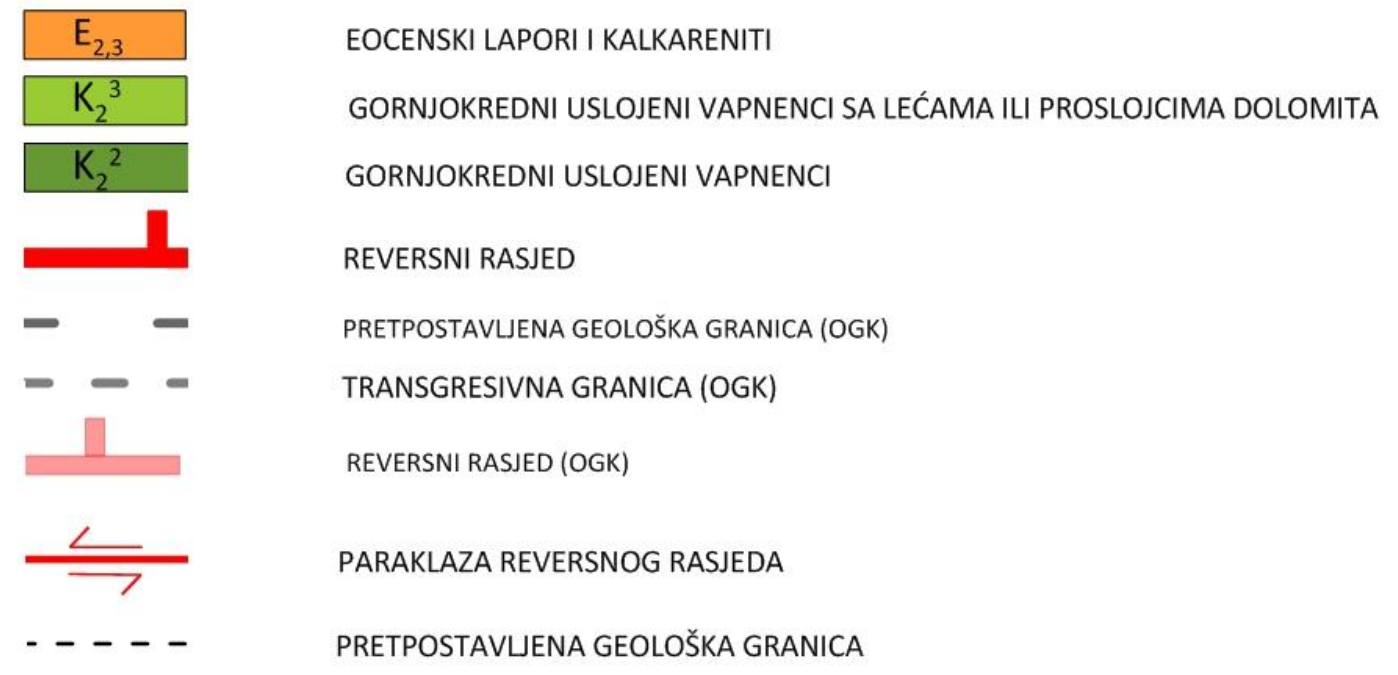 E2,3 EOCENSKI LAPORI I KALKARENITI
K2^3 GORNJOKREDNI USLOJENI VAPNENCI SA LEĆAMA ILI PROSLOJCIMA DOLOMITA
K2^2 GORNJOKREDNI USLOJENI VAPNENCI
REVERSNI RASJED
PRETPOSTAVLJENA GEOLOŠKA GRANICA (OGK)
TRANSGRESIVNA GRANICA (OGK)
REVERSNI RASJED (OGK)
PARAKLAZA REVERSNOG RASJEDA
PRETPOSTAVLJENA GEOLOŠKA GRANICA